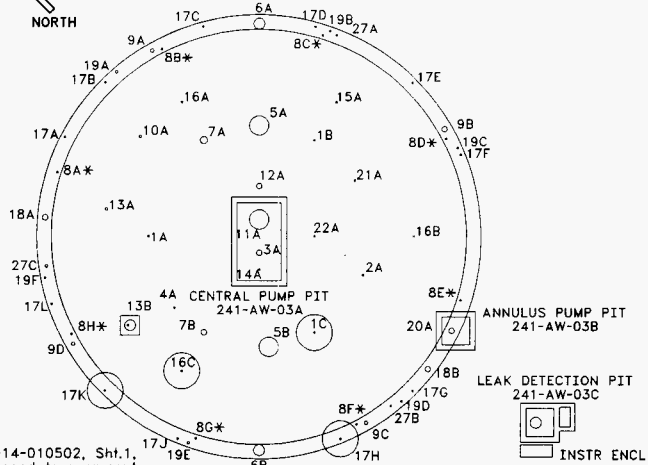 NORTH
6A
17C
17D
19B
27A
9A
8B*
8C*
19A
17B
17E
16A
15A
5A
9B
10A
7A
1B
8D*
19C
17F
17A
8A*
12A
21A
13A
18A
11A
22A
16B
1A
3A
27C
14A
2A
19F
CENTRAL PUMP PIT
241-AW-03A
8E*
17L
4A
13B
ANNULUS PUMP PIT
241-AW-03B
20A
8H*
7B
5B
1C
9D
16C
18B
LEAK DETECTION PIT
241-AW-03C
17K
17G
19D
27B
8F*
8G*
9C
17J
19E
6B
17H
INSTR ENCL
-14-010502, Sht.1,